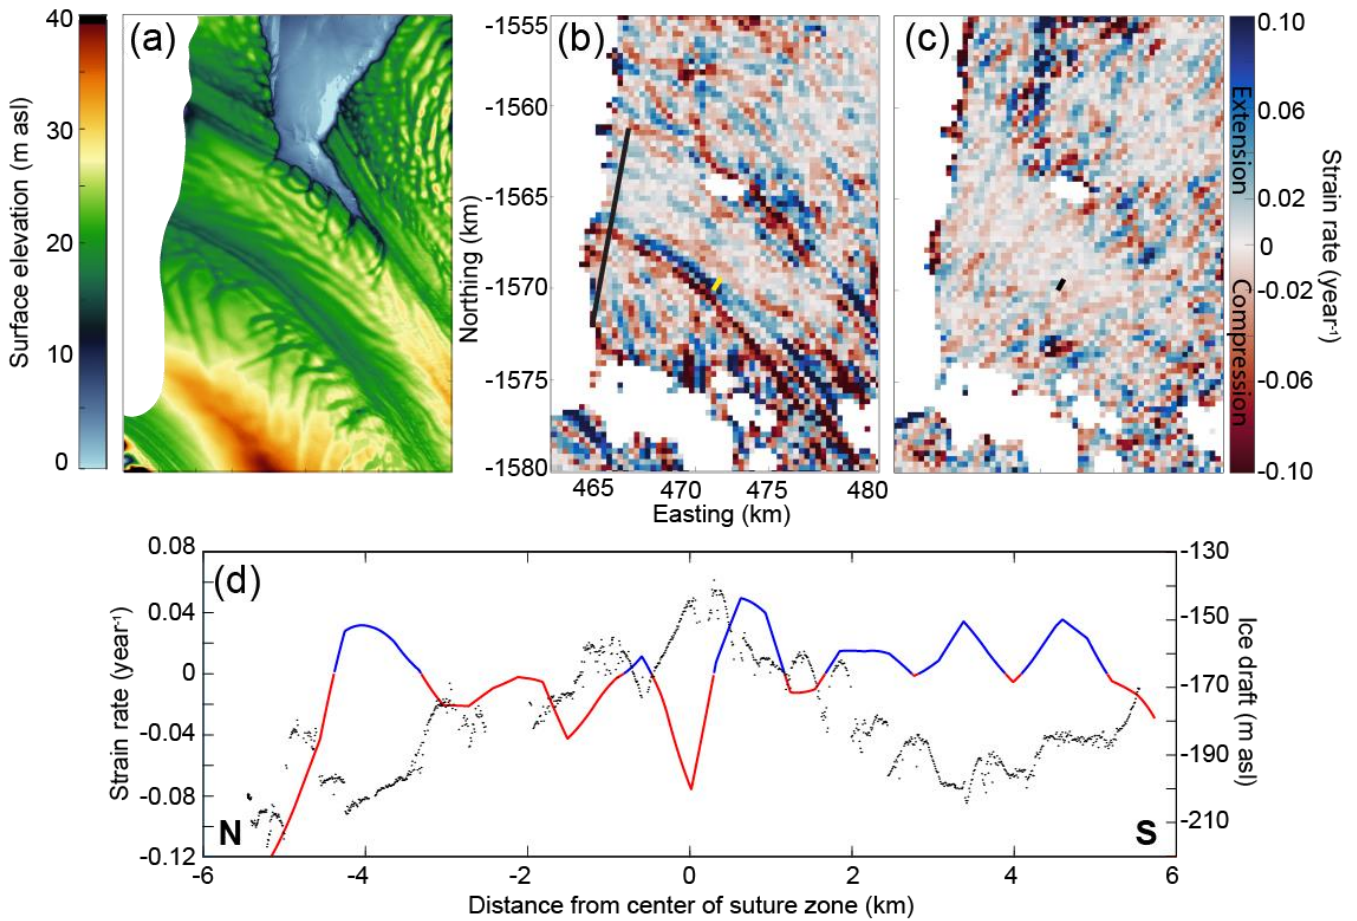 (a)
(b)
(c)
40
30
20
10
0
Surface elevation (m asl)
-1555
-1560
-1565
-1570
-1575
-1580
Northing (km)
465 470 475 480
Easting (km)
0.10
0.06
0.02
0
-0.02
-0.06
-0.10
Extension
Compression
Strain rate (year⁻¹)
(d)
0.08
0.04
0
-0.04
-0.08
-0.12
Strain rate (year⁻¹)
-130
-150
-170
-190
-210
Ice draft (m asl)
N
S
-6 -4 -2 0 2 4 6
Distance from center of suture zone (km)